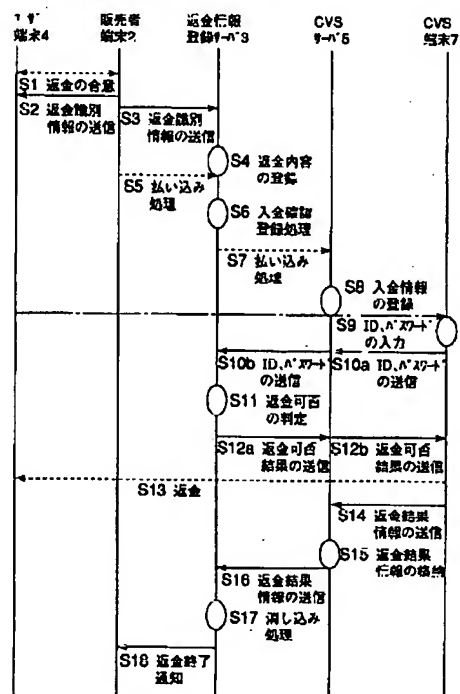 ユーザ 端末4
販売者 端末2
返金情報 登録サーバ3
CVS サーバ5
CVS 端末7
S1 返金の合意
S2 返金識別
情報の送信
S3 返金識別
情報の送信
S4 返金内容
の登録
S5 払い込み
処理
S6 入金確認
登録処理
S7 払い込み
処理
S8 入金情報
の登録
S9 ID、パスワード
の入力
S10b ID、パスワード
の送信
S10a ID、パスワード
の送信
S11 返金可否
の判定
S12a 返金可否
結果の送信
S12b 返金可否
結果の送信
S13 返金
S14 返金結果
情報の送信
S15 返金結果
情報の格納
S16 返金結果
情報の送信
S17 消し込み
処理
S18 返金終了
通知